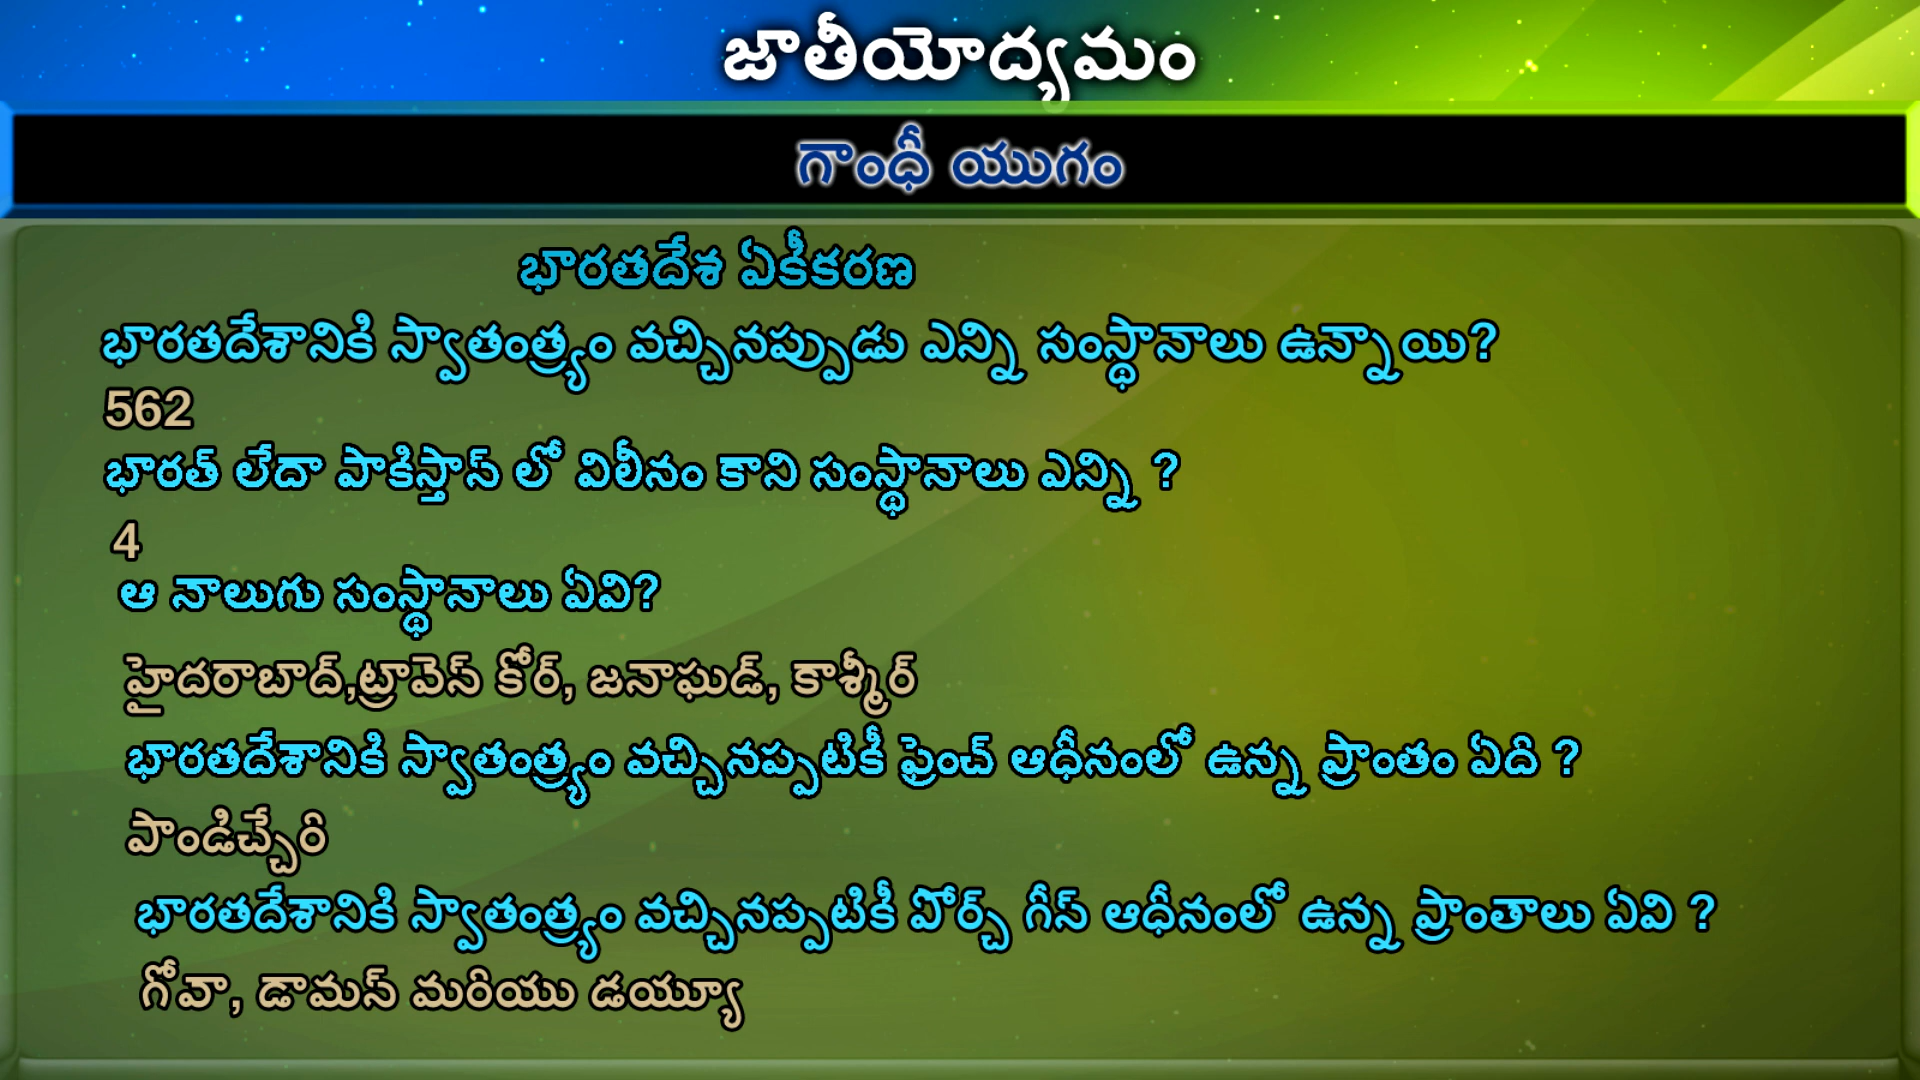 జాతీయోద్యమం
గాంధీ యుగం
భారతదేశ ఏకీకరణ
భారతదేశానికి స్వాతంత్ర్యం వచ్చినప్పుడు ఎన్ని సంస్థానాలు ఉన్నాయి?
562
భారత్ లేదా పాకిస్తాన్ లో విలీనం కాని సంస్థానాలు ఎన్ని ?
4
ఆ నాలుగు సంస్థానాలు ఏవి?
హైదరాబాద్,ట్రావెన్ కోర్, జనాఘడ్, కాశ్మీర్
భారతదేశానికి స్వాతంత్ర్యం వచ్చినప్పటికీ ఫ్రెంచ్ ఆధీనంలో ఉన్న ప్రాంతం ఏది ?
పాండిచ్చేరి
భారతదేశానికి స్వాతంత్ర్యం వచ్చినప్పటికీ పోర్చ్ గీస్ ఆధీనంలో ఉన్న ప్రాంతాలు ఏవి ?
గోవా, డామన్ మరియు డయ్యూ